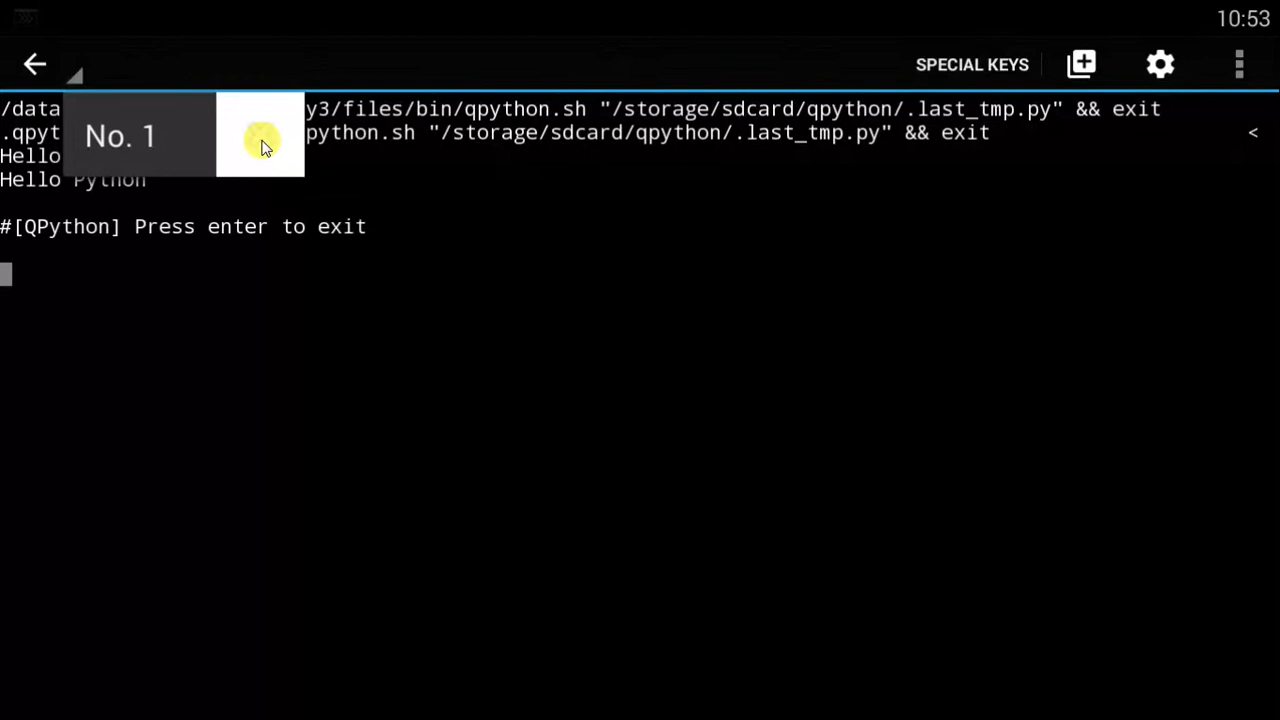 10:53
SPECIAL KEYS
/data y3/files/bin/qpython.sh "/storage/sdcard/qpython/.last_tmp.py" && exit
.qpyt python.sh "/storage/sdcard/qpython/.last_tmp.py" && exit <
No. 1
Hello
Hello Python
#[QPython] Press enter to exit